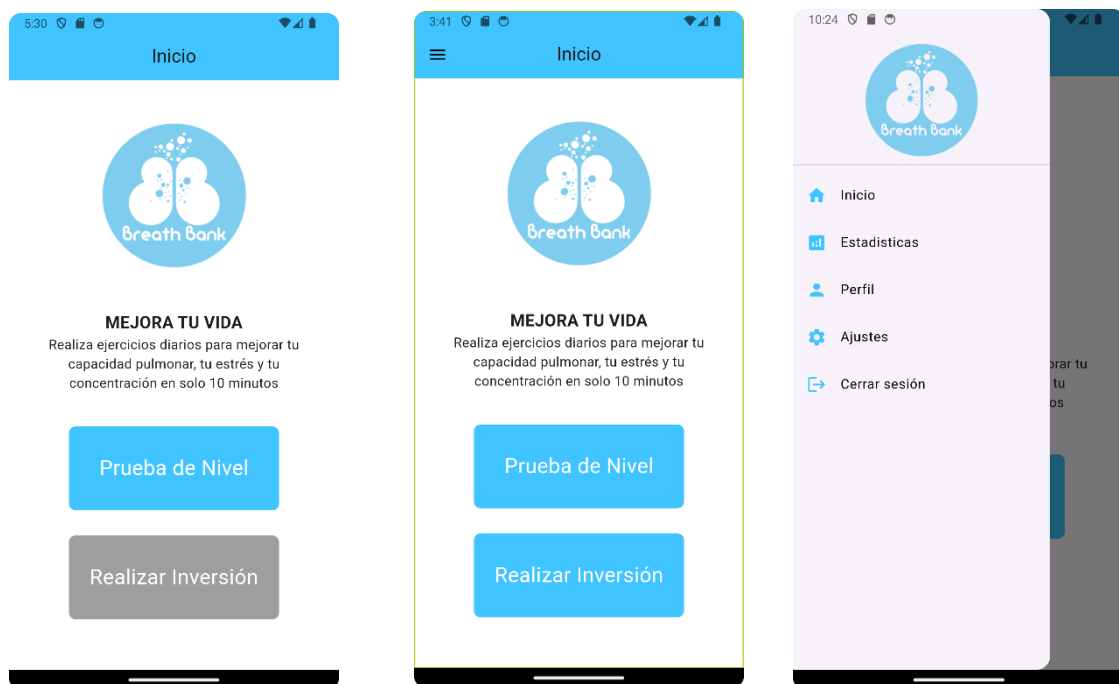 5:30
Inicio
Breath Bank
MEJORA TU VIDA
Realiza ejercicios diarios para mejorar tu
capacidad pulmonar, tu estrés y tu
concentración en solo 10 minutos
Prueba de Nivel
Realizar Inversión
3:41
Inicio
Breath Bank
MEJORA TU VIDA
Realiza ejercicios diarios para mejorar tu
capacidad pulmonar, tu estrés y tu
concentración en solo 10 minutos
Prueba de Nivel
Realizar Inversión
10:24
Breath Bank
Inicio
Estadisticas
Perfil
Ajustes
Cerrar sesión
orar tu
tu
os